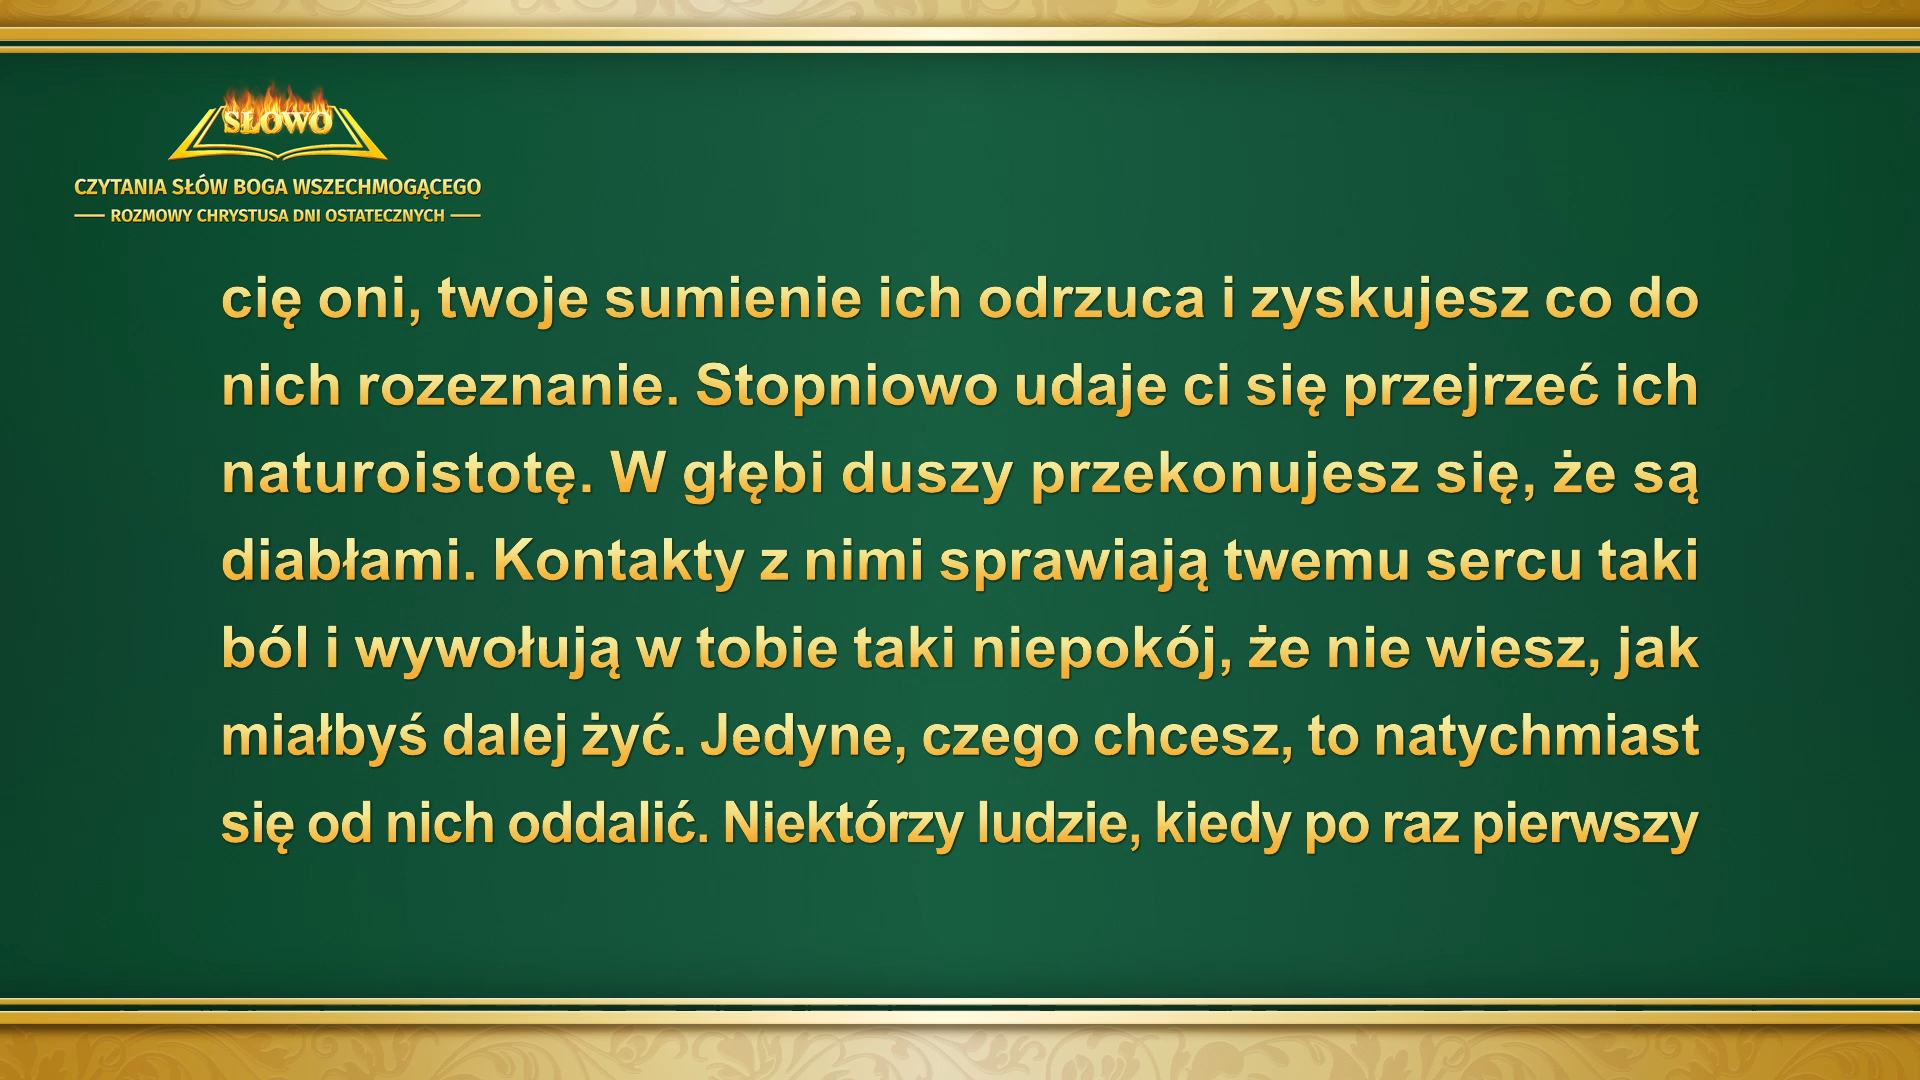 SŁOWO
CZYTANIA SŁÓW BOGA WSZECHMOGĄCEGO
ROZMOWY CHRYSTUSA DNI OSTATECZNYCH
cię oni, twoje sumienie ich odrzuca i zyskujesz co do
nich rozeznanie. Stopniowo udaje ci się przejrzeć ich
naturoistotę. W głębi duszy przekonujesz się, że są
diabłami. Kontakty z nimi sprawiają twemu sercu taki
ból i wywołują w tobie taki niepokój, że nie wiesz, jak
miałbyś dalej żyć. Jedyne, czego chcesz, to natychmiast
się od nich oddalić. Niektórzy ludzie, kiedy po raz pierwszy